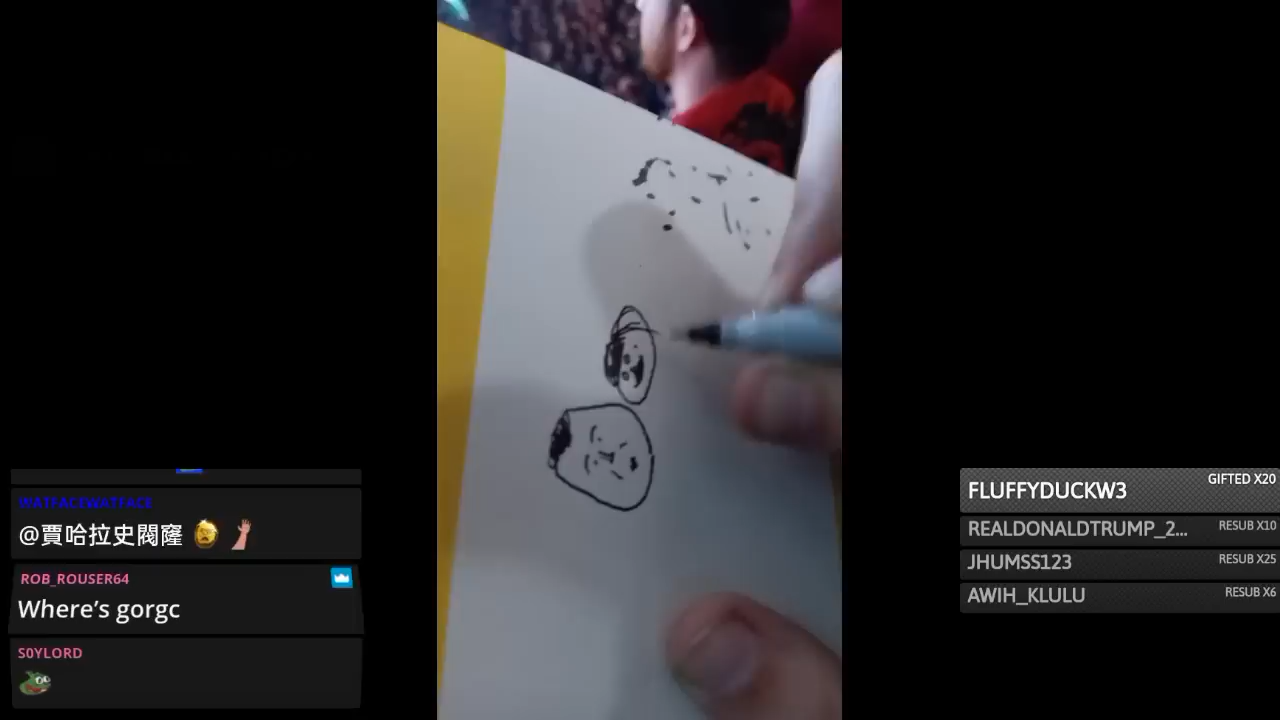 WATFACEWATFACE
@賈哈拉史閥窿
ROB_ROUSER64
Where's gorgc
S0YLORD
FLUFFYDUCKW3
GIFTED X20
REALDONALDTRUMP_2...
RESUB X10
JHUMSS123
RESUB X25
AWIH_KLULU
RESUB X6